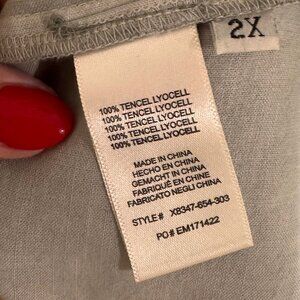 2X
100% TENCEL LYOCELL
100% TENCEL LYOCELL
100% TENCEL LYOCELL
100% TENCEL LYOCELL
100% TENCEL LYOCELL
MADE IN CHINA
HECHO EN CHINA
GEMACHT IN CHINA
FABRIQUÉ EN CHINE
FABRICATO NEGLI CHINA
STYLE# X8347-654-303
PO# EM171422